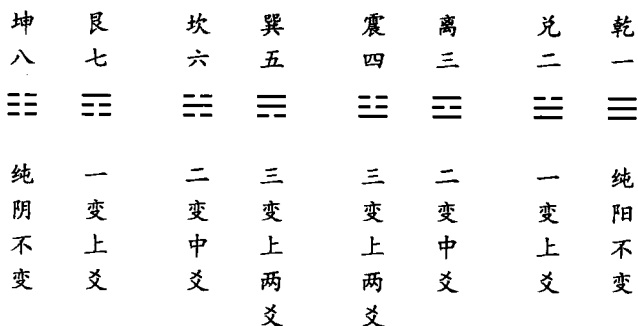 乾一
纯阳不变
兑二
一变上爻
离三
二变中爻
震四
三变上两爻
巽五
三变上两爻
坎六
二变中爻
艮七
一变上爻
坤八
纯阴不变